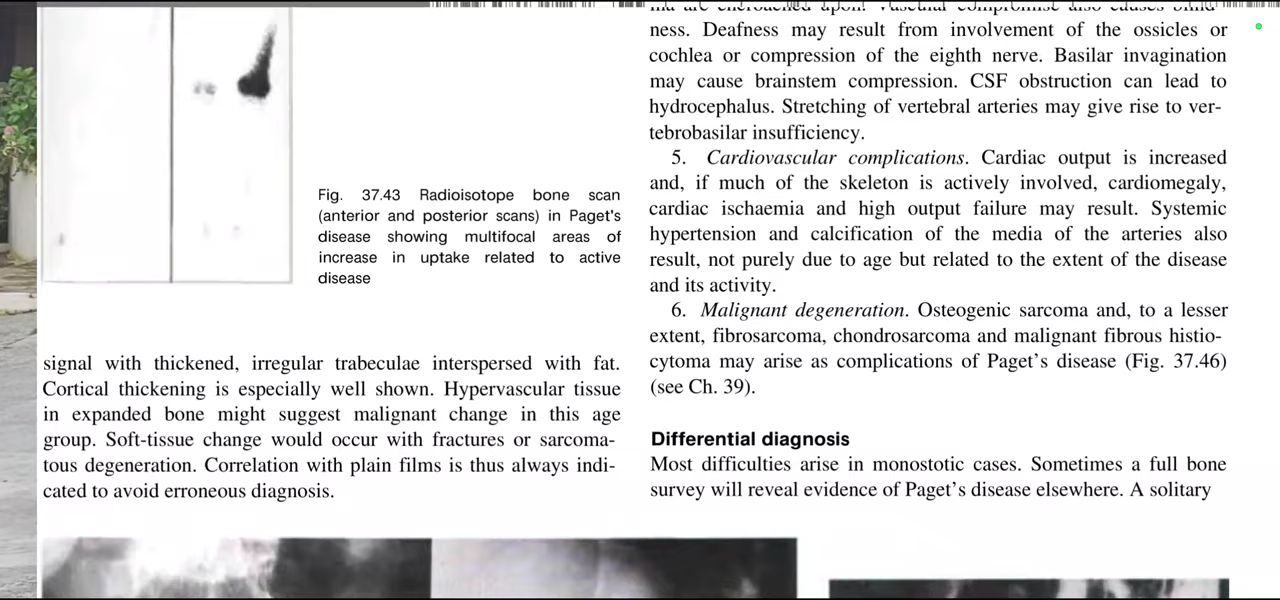 Fig. 37.43 Radioisotope bone scan
(anterior and posterior scans) in Paget's
disease showing multifocal areas of
increase in uptake related to active
disease
signal with thickened, irregular trabeculae interspersed with fat.
Cortical thickening is especially well shown. Hypervascular tissue
in expanded bone might suggest malignant change in this age
group. Soft-tissue change would occur with fractures or sarcoma-
tous degeneration. Correlation with plain films is thus always indi-
cated to avoid erroneous diagnosis.
ness. Deafness may result from involvement of the ossicles or
cochlea or compression of the eighth nerve. Basilar invagination
may cause brainstem compression. CSF obstruction can lead to
hydrocephalus. Stretching of vertebral arteries may give rise to ver-
tebrobasilar insufficiency.
5. Cardiovascular complications. Cardiac output is increased
and, if much of the skeleton is actively involved, cardiomegaly,
cardiac ischaemia and high output failure may result. Systemic
hypertension and calcification of the media of the arteries also
result, not purely due to age but related to the extent of the disease
and its activity.
6. Malignant degeneration. Osteogenic sarcoma and, to a lesser
extent, fibrosarcoma, chondrosarcoma and malignant fibrous histio-
cytoma may arise as complications of Paget's disease (Fig. 37.46)
(see Ch. 39).
Differential diagnosis
Most difficulties arise in monostotic cases. Sometimes a full bone
survey will reveal evidence of Paget's disease elsewhere. A solitary